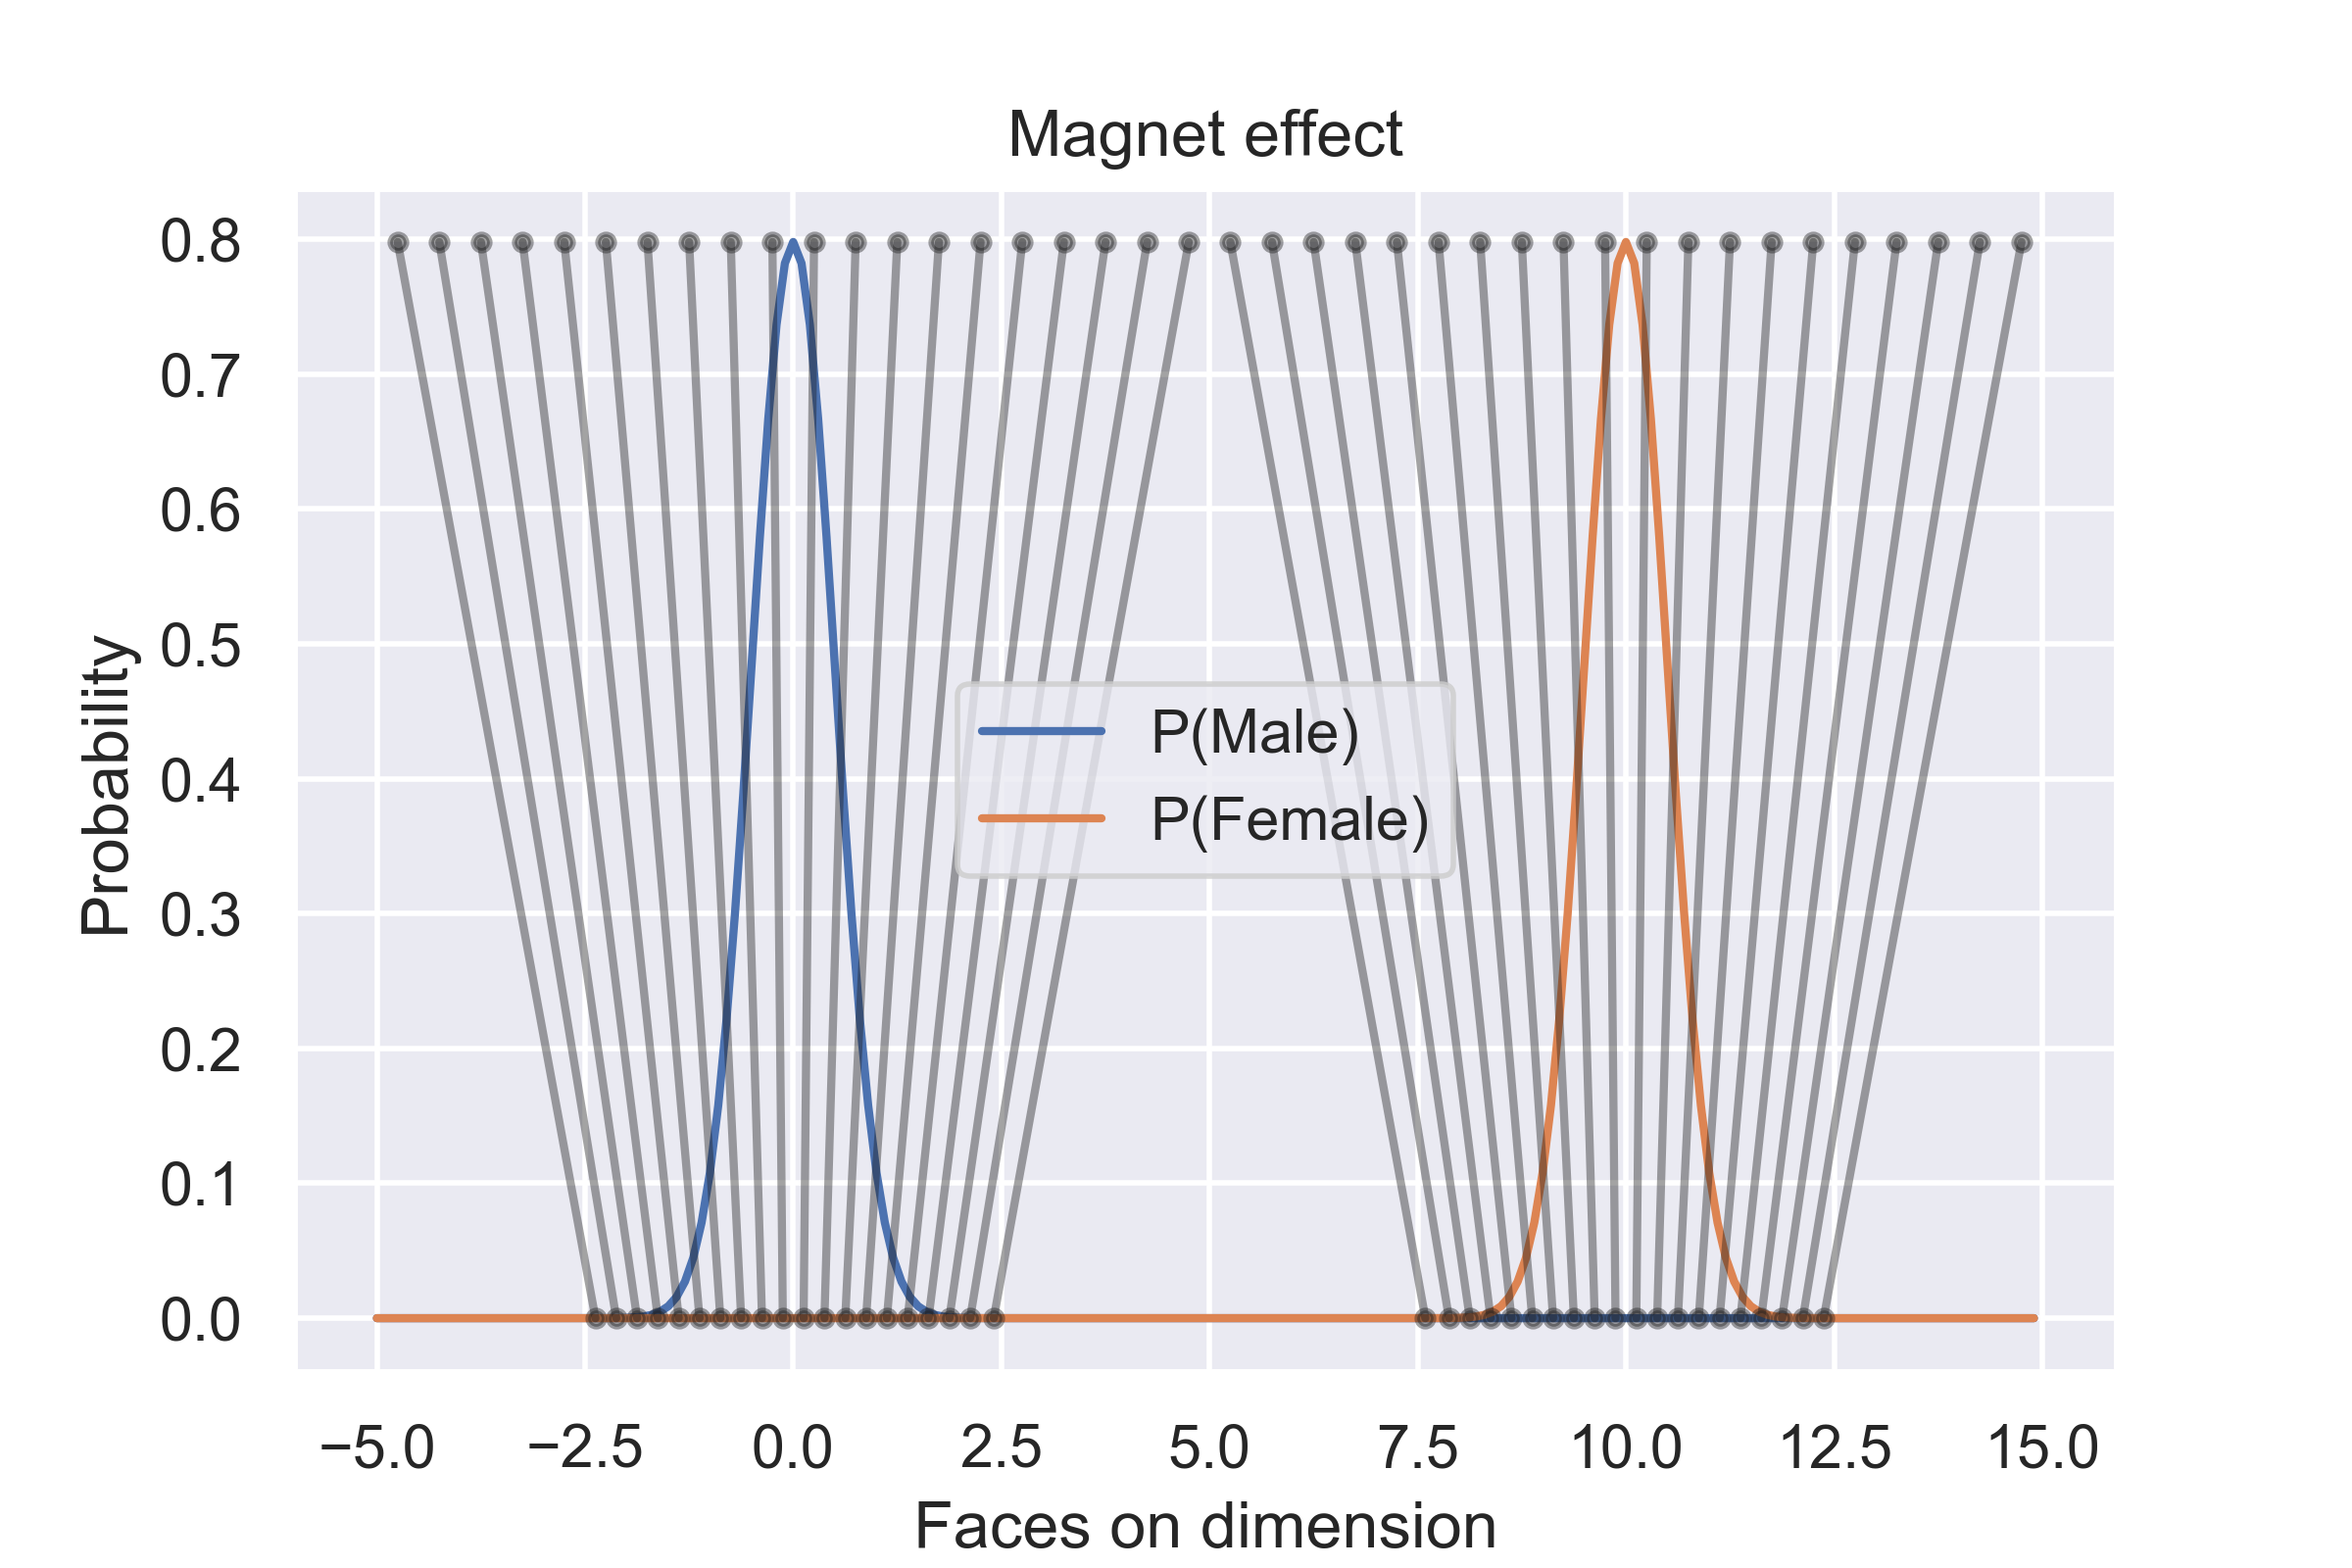 Magnet effect
0.8
0.7
0.6
0.5
0.4
0.3
0.2
0.1
0.0
Probability
P(Male)
P(Female)
−5.0 −2.5 0.0 2.5 5.0 7.5 10.0 12.5 15.0
Faces on dimension